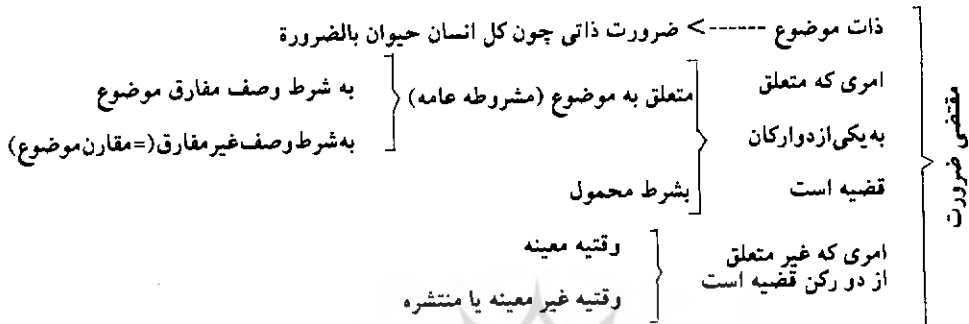 مقتضی ضرورت
ذات موضوع ------> ضرورت ذاتی چون کل انسان حیوان بالضرورة
امری که متعلق
به یکی از دو ارکان
قضیه است
متعلق به موضوع (مشروطه عامه)
به شرط وصف مفارق موضوع
به شرط وصف غیر مفارق (=مقارن موضوع)
بشرط محمول
امری که غیر متعلق
از دو رکن قضیه است
وقتیه معینه
وقتیه غیر معینه یا منتشره